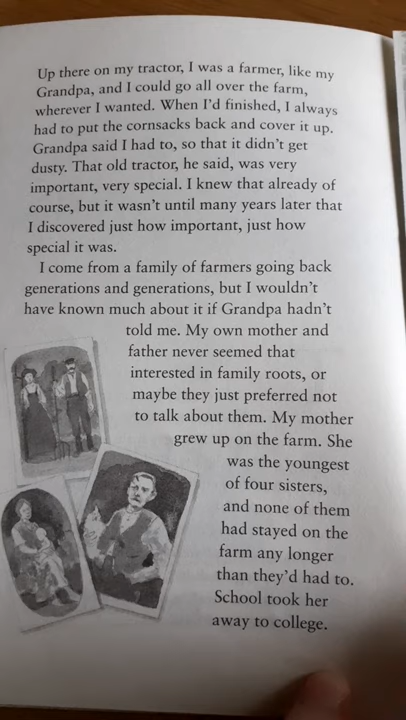 Up there on my tractor, I was a farmer, like my
Grandpa, and I could go all over the farm,
wherever I wanted. When I'd finished, I always
had to put the cornsacks back and cover it up.
Grandpa said I had to, so that it didn't get
dusty. That old tractor, he said, was very
important, very special. I knew that already of
course, but it wasn't until many years later that
I discovered just how important, just how
special it was.
I come from a family of farmers going back
generations and generations, but I wouldn't
have known much about it if Grandpa hadn't
told me. My own mother and
father never seemed that
interested in family roots, or
maybe they just preferred not
to talk about them. My mother
grew up on the farm. She
was the youngest
of four sisters,
and none of them
had stayed on the
farm any longer
than they'd had to.
School took her
away to college.